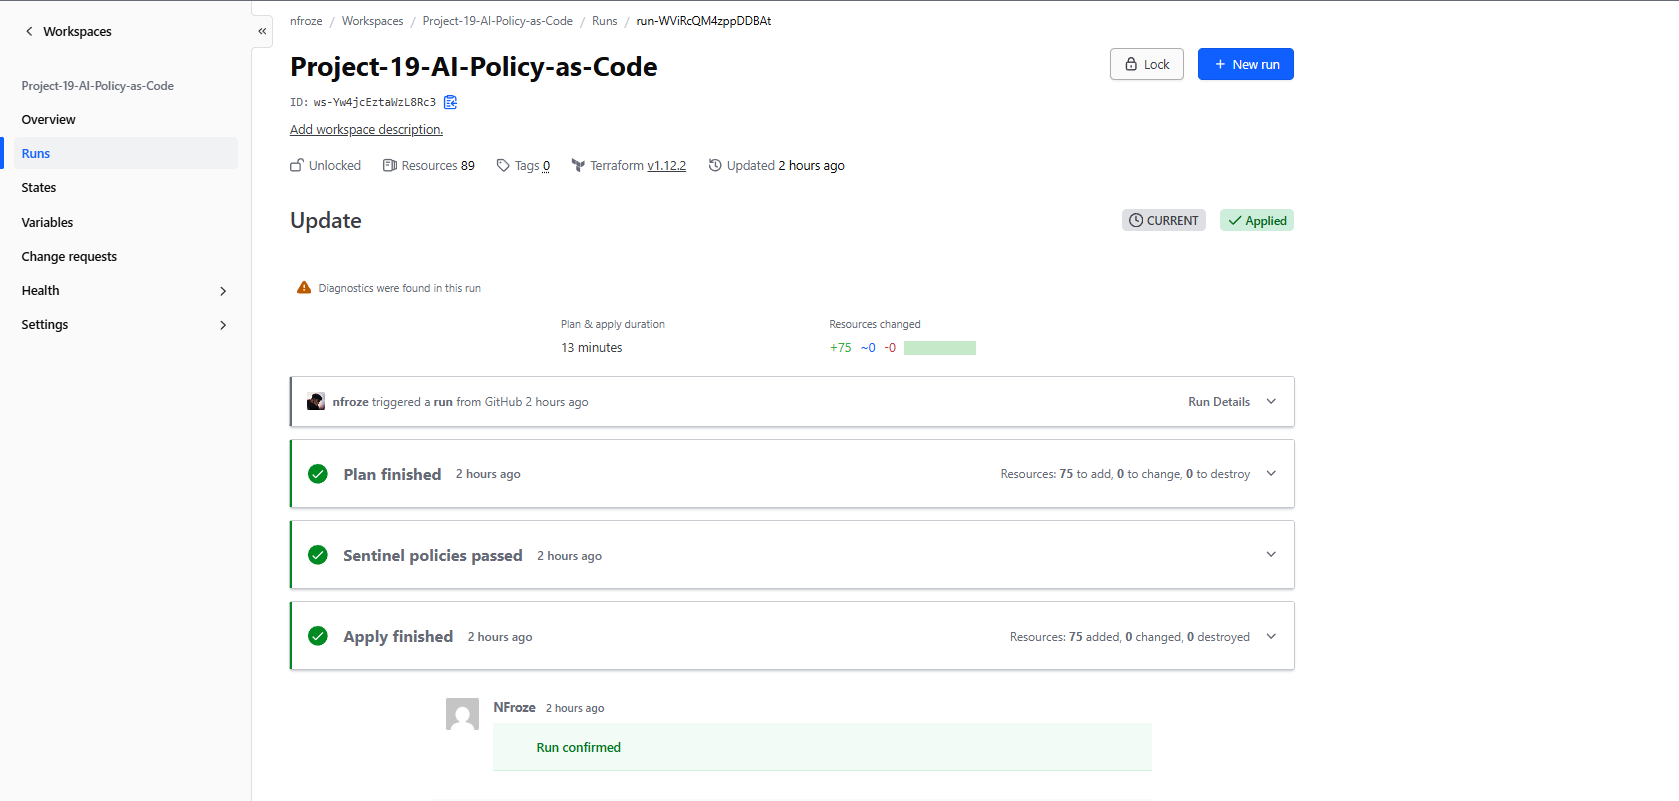 Workspaces
Project-19-AI-Policy-as-Code
Overview
Runs
States
Variables
Change requests
Health
Settings
«
nfroze / Workspaces / Project-19-AI-Policy-as-Code / Runs / run-WViRcQM4zppDDBAt
Project-19-AI-Policy-as-Code
Lock
+ New run
ID: ws-Yw4jcEztaWzL8Rc3
Add workspace description.
Unlocked Resources 89 Tags 0 Terraform v1.12.2 Updated 2 hours ago
Update
CURRENT
Applied
Diagnostics were found in this run
Plan & apply duration
13 minutes
Resources changed
+75 ~0 -0
nfroze triggered a run from GitHub 2 hours ago
Run Details
Plan finished 2 hours ago
Resources: 75 to add, 0 to change, 0 to destroy
Sentinel policies passed 2 hours ago
Apply finished 2 hours ago
Resources: 75 added, 0 changed, 0 destroyed
NFroze 2 hours ago
Run confirmed